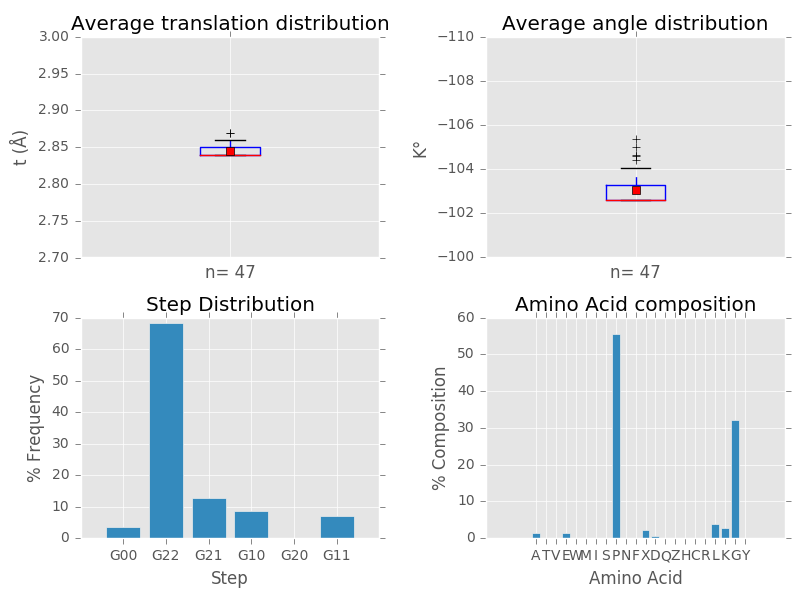 Average translation distribution
3.00
2.95
2.90
2.85
2.80
2.75
2.70
t (Å)
n= 47
Average angle distribution
−110
−108
−106
−104
−102
−100
K°
n= 47
Step Distribution
70
60
50
40
30
20
10
0
% Frequency
G00 G22 G21 G10 G20 G11
Step
Amino Acid composition
60
50
40
30
20
10
0
% Composition
A T V E W M I S P N F X D Q Z H C R L K G Y
Amino Acid